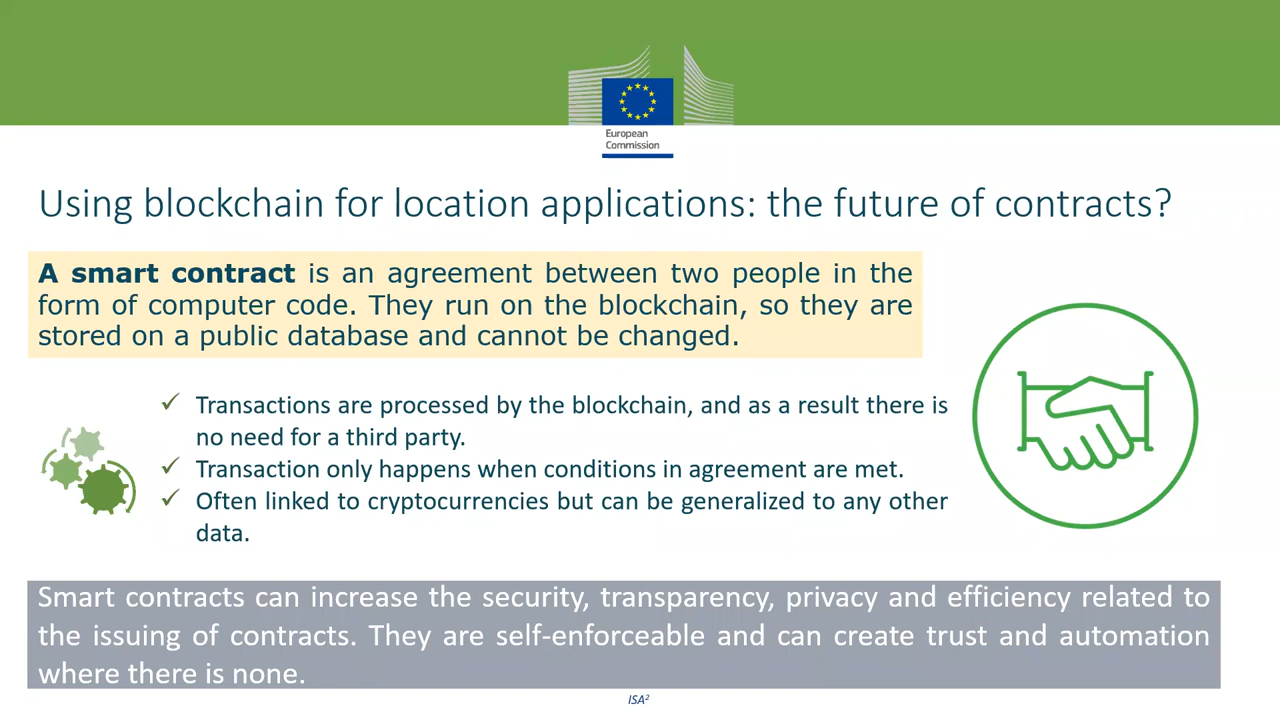 European
Commission
Using blockchain for location applications: the future of contracts?
A smart contract is an agreement between two people in the
form of computer code. They run on the blockchain, so they are
stored on a public database and cannot be changed.
✓ Transactions are processed by the blockchain, and as a result there is
no need for a third party.
✓ Transaction only happens when conditions in agreement are met.
✓ Often linked to cryptocurrencies but can be generalized to any other
data.
Smart contracts can increase the security, transparency, privacy and efficiency related to
the issuing of contracts. They are self-enforceable and can create trust and automation
where there is none.
ISA²